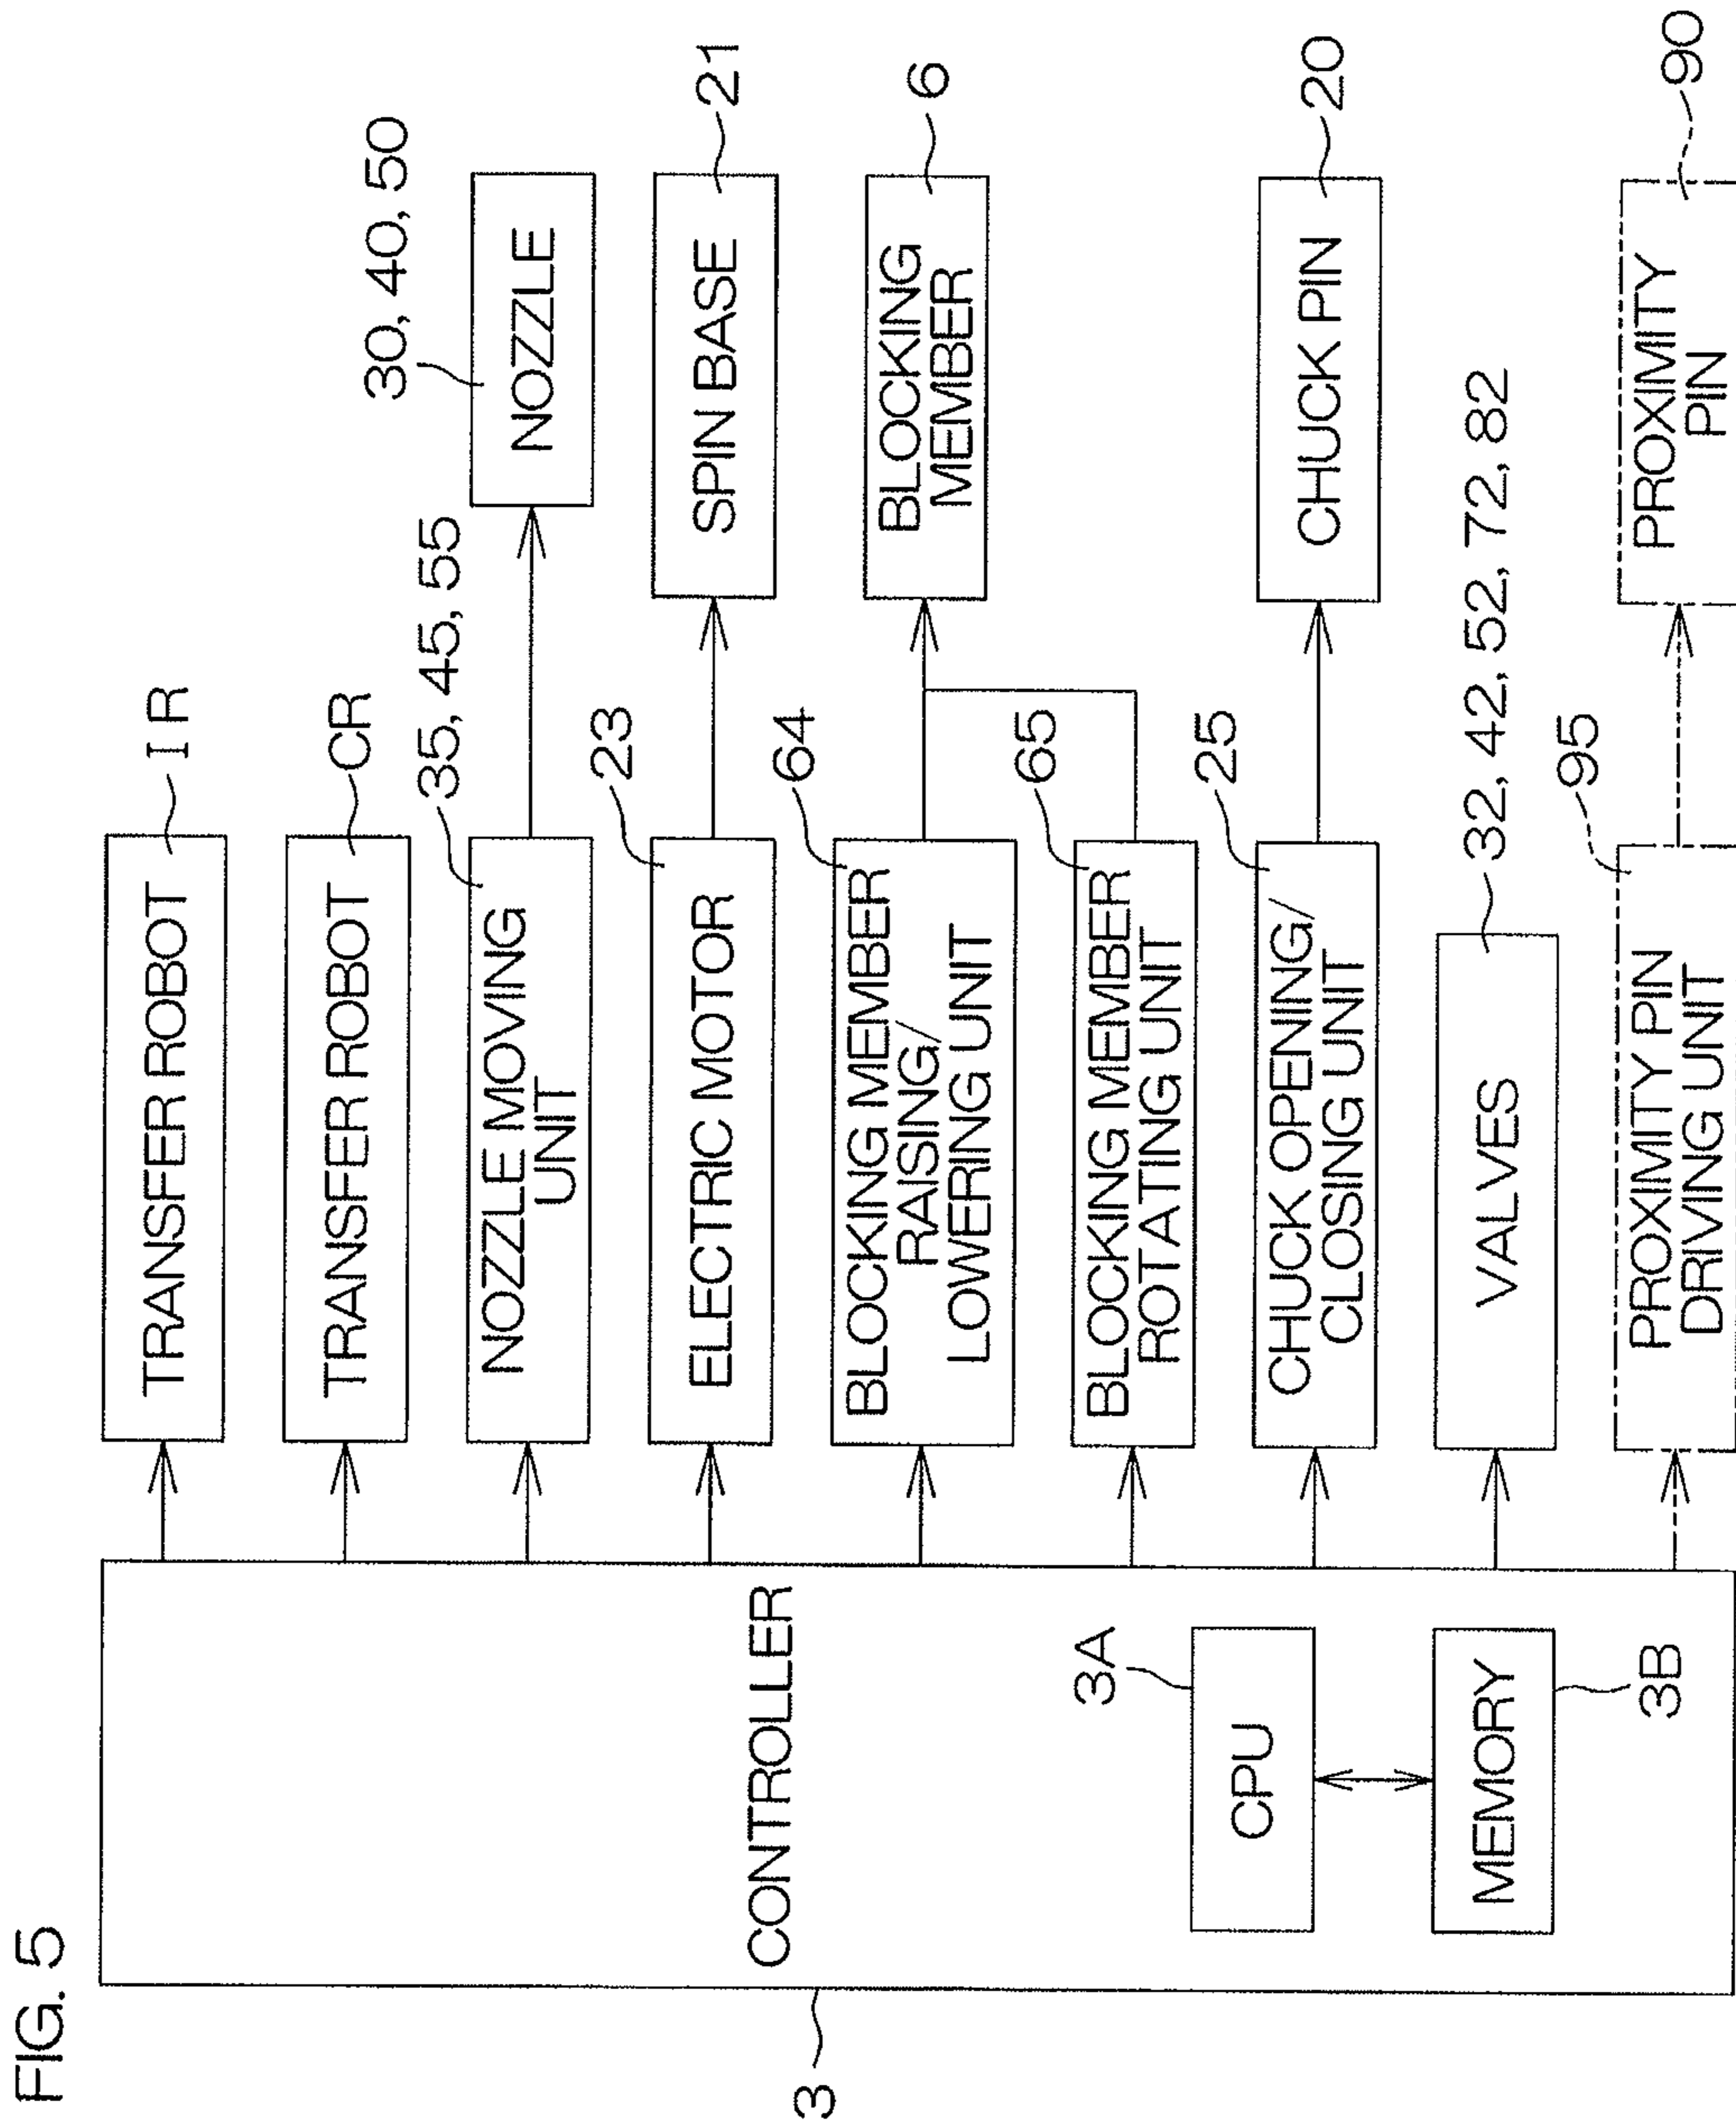 FIG. 5
3
CONTROLLER
CPU
3A
MEMORY
3B
TRANSFER ROBOT
IR
TRANSFER ROBOT
CR
NOZZLE MOVING
UNIT
35, 45, 55
NOZZLE
30, 40, 50
ELECTRIC MOTOR
23
SPIN BASE
21
BLOCKING MEMBER
RAISING/
LOWERING UNIT
64
BLOCKING
MEMBER
6
BLOCKING MEMBER
ROTATING UNIT
65
CHUCK OPENING/
CLOSING UNIT
25
CHUCK PIN
20
VALVES
32, 42, 52, 72, 82
PROXIMITY PIN
DRIVING UNIT
95
PROXIMITY
PIN
90